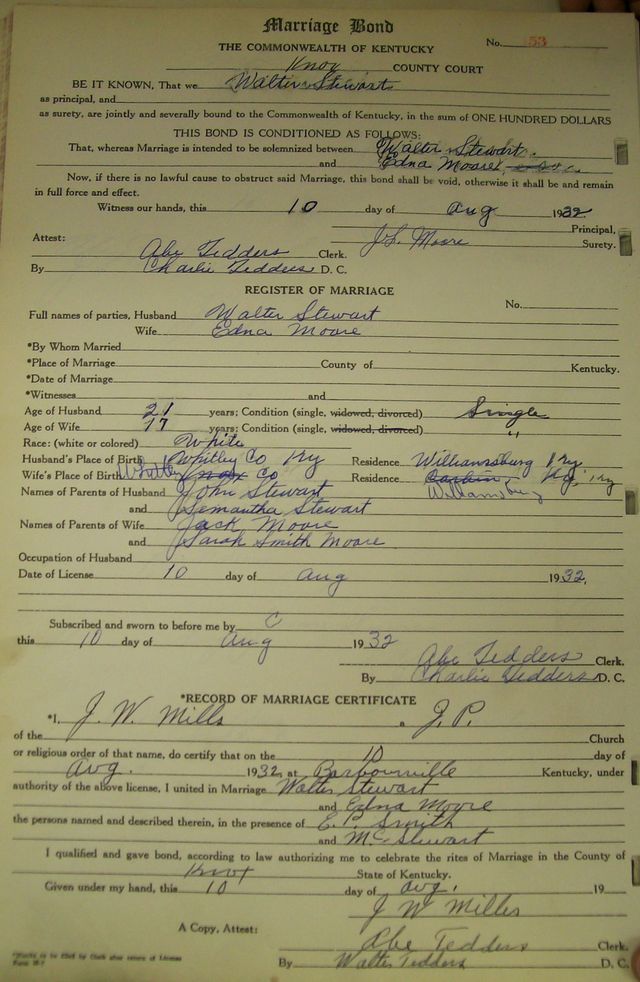 Marriage Bond
THE COMMONWEALTH OF KENTUCKY No. 53
Knox COUNTY COURT
BE IT KNOWN, That we Walter Stewart
as principal, and
as surety, are jointly and severally bound to the Commonwealth of Kentucky, in the sum of ONE HUNDRED DOLLARS
THIS BOND IS CONDITIONED AS FOLLOWS:
That, whereas Marriage is intended to be solemnized between Walter Stewart
and Edna Moore
Now, if there is no lawful cause to obstruct said Marriage, this bond shall be void, otherwise it shall be and remain
in full force and effect.
Witness our hands, this 10 day of Aug 1932
Principal,
Attest: J. L. Moore Surety.
Abe Tedders Clerk.
By Charlie Tedders D. C.
REGISTER OF MARRIAGE
No.
Full names of parties, Husband Walter Stewart
Wife Edna Moore
*By Whom Married
*Place of Marriage County of Kentucky.
*Date of Marriage
*Witnesses and
Age of Husband 21 years; Condition (single, widowed, divorced) Single
Age of Wife 17 years; Condition (single, widowed, divorced) "
Race: (white or colored) White
Husband's Place of Birth Whitley Co Ky Residence Williamsburg Ky.
Wife's Place of Birth Whitley Knox Co Residence Corbin Ky, Ky
Williamsburg
Names of Parents of Husband John Stewart
and Semantha Stewart
Names of Parents of Wife Jack Moore
and Sarah Smith Moore
Occupation of Husband
Date of License 10 day of Aug 1932,
Subscribed and sworn to before me by C
this 10 day of Aug 1932
Abe Tedders Clerk.
By Charlie Tedders D. C.
*RECORD OF MARRIAGE CERTIFICATE
*I, J. W. Mills a J. P.
of the Church
or religious order of that name, do certify that on the 10 day of
Aug. 1932, at Barbourville Kentucky, under
authority of the above license, I united in Marriage Walter Stewart
and Edna Moore
the persons named and described therein, in the presence of E. P. Smith
and Mc Stewart
I qualified and gave bond, according to law authorizing me to celebrate the rites of Marriage in the County of
Knox State of Kentucky.
Given under my hand, this 10 day of Aug. 19
J W Mills
A Copy, Attest: Abe Tedders Clerk.
By Walter Tedders D. C.
*Blanks to be filled by Clerk after return of License